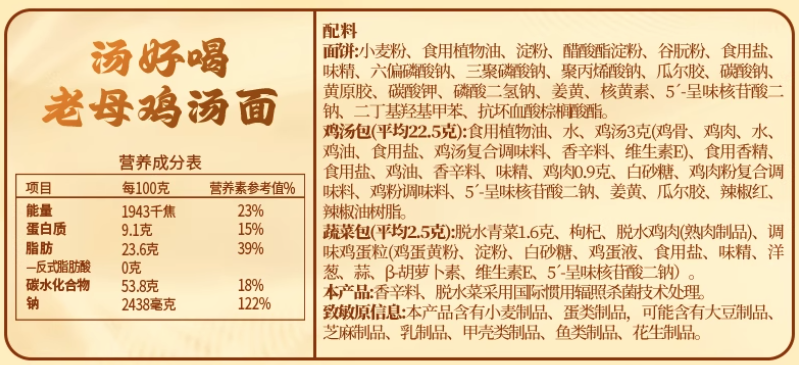 汤好喝
老母鸡汤面
营养成分表
项目 每100克 营养素参考值%
能量 1943千焦 23%
蛋白质 9.1克 15%
脂肪 23.6克 39%
—反式脂肪酸 0克
碳水化合物 53.8克 18%
钠 2438毫克 122%
配料
面饼:小麦粉、食用植物油、淀粉、醋酸酯淀粉、谷朊粉、食用盐、
味精、六偏磷酸钠、三聚磷酸钠、聚丙烯酸钠、瓜尔胶、碳酸钠、
黄原胶、碳酸钾、磷酸二氢钠、姜黄、核黄素、5´-呈味核苷酸二
钠、二丁基羟基甲苯、抗坏血酸棕榈酸酯。
鸡汤包(平均22.5克):食用植物油、水、鸡汤3克(鸡骨、鸡肉、水、
鸡油、食用盐、鸡汤复合调味料、香辛料、维生素E)、食用香精、
食用盐、鸡油、香辛料、味精、鸡肉0.9克、白砂糖、鸡肉粉复合调
味料、鸡粉调味料、5´-呈味核苷酸二钠、姜黄、瓜尔胶、辣椒红、
辣椒油树脂。
蔬菜包(平均2.5克):脱水青菜1.6克、枸杞、脱水鸡肉(熟肉制品)、调
味鸡蛋粒(鸡蛋黄粉、淀粉、白砂糖、鸡蛋液、食用盐、味精、洋
葱、蒜、β-胡萝卜素、维生素E、5´-呈味核苷酸二钠）。
本产品:香辛料、脱水菜采用国际惯用辐照杀菌技术处理。
致敏原信息:本产品含有小麦制品、蛋类制品，可能含有大豆制品、
芝麻制品、乳制品、甲壳类制品、鱼类制品、花生制品。